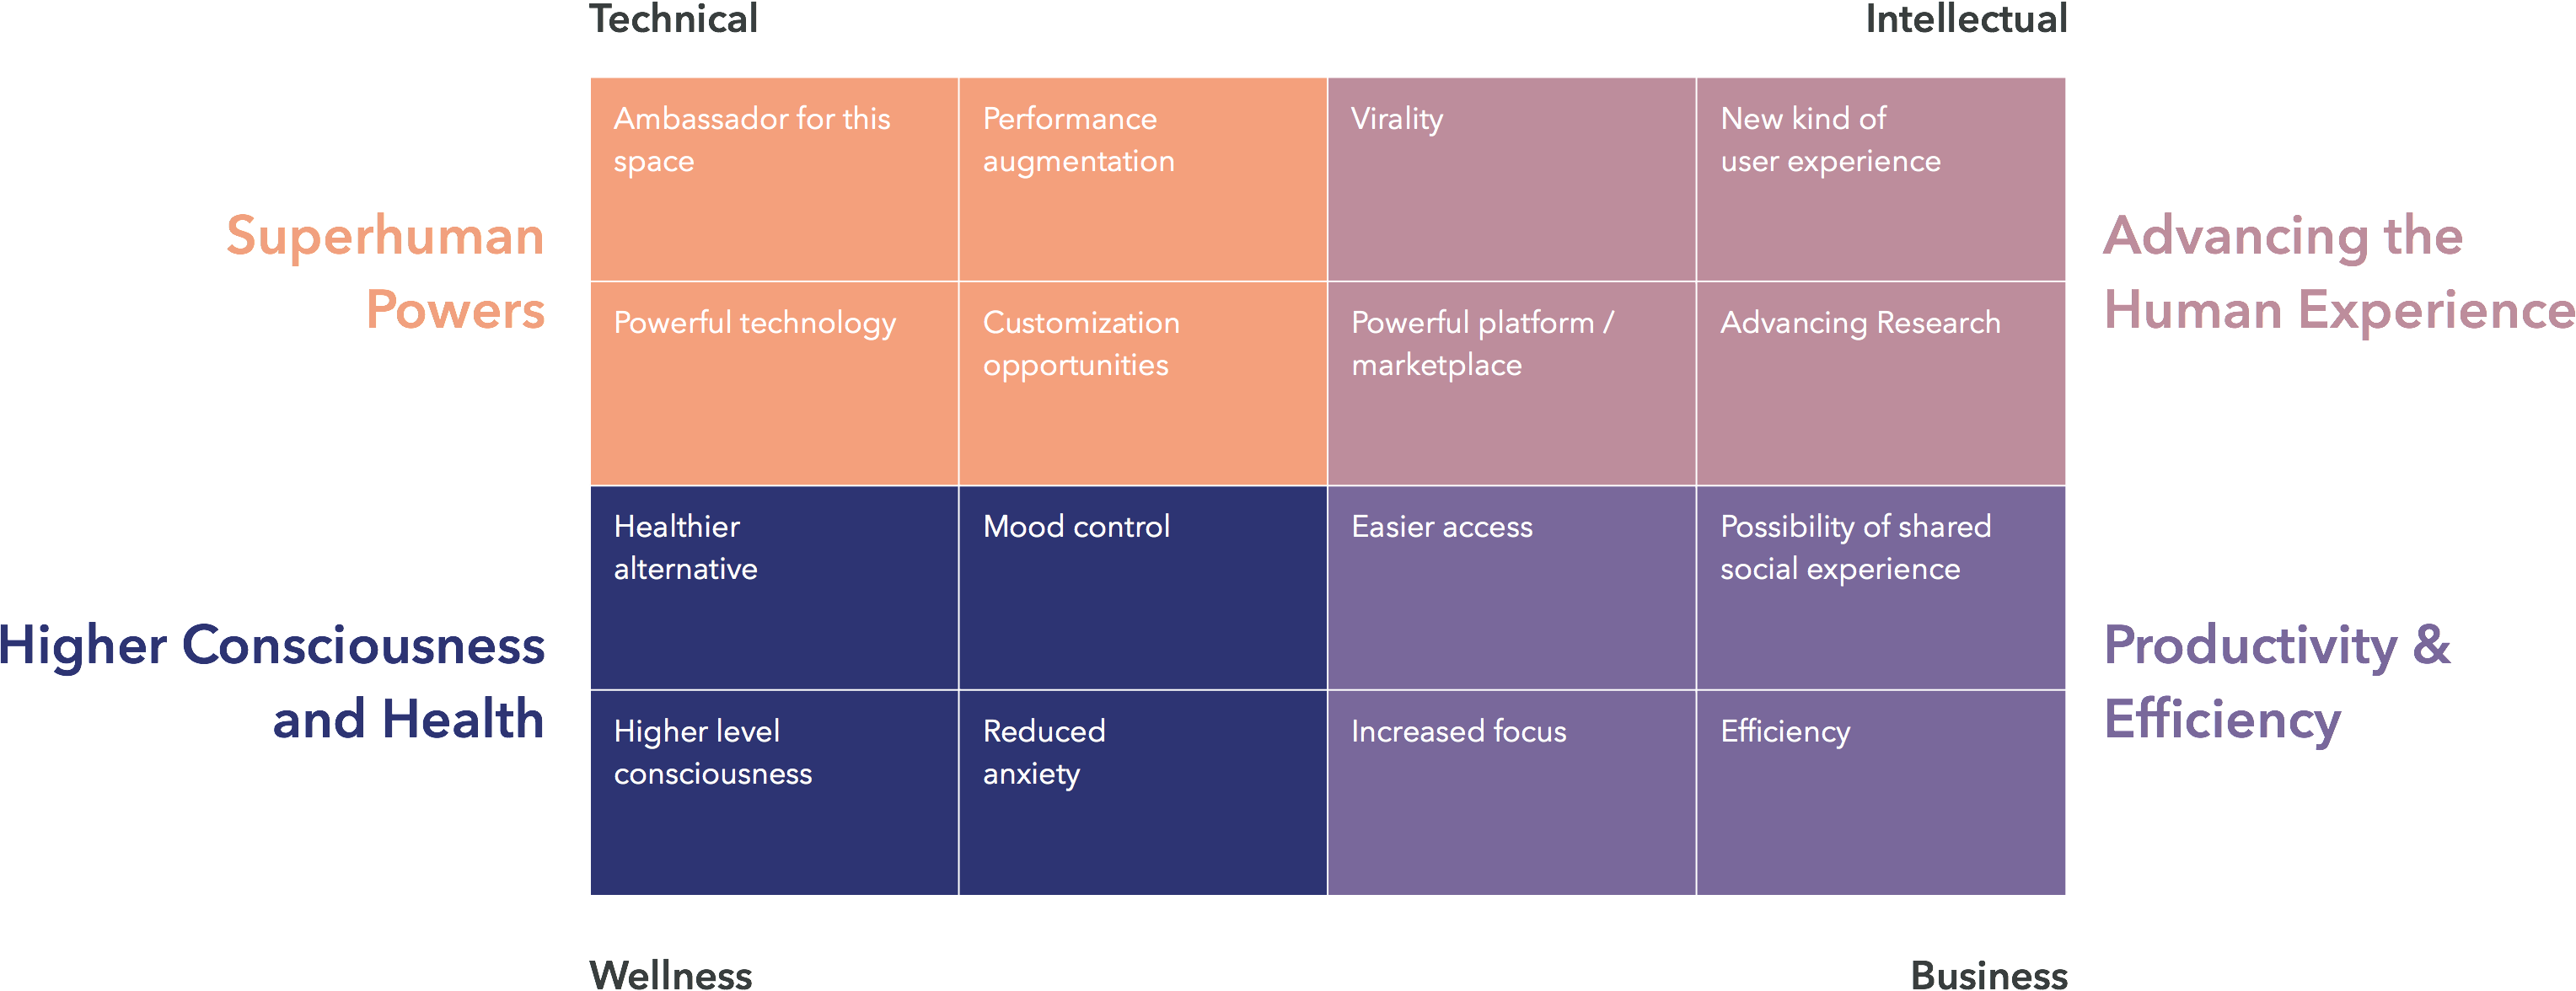 Technical
Intellectual
Ambassador for this
space
Performance
augmentation
Virality
New kind of
user experience
Superhuman
Powers
Advancing the
Human Experience
Powerful technology
Customization
opportunities
Powerful platform /
marketplace
Advancing Research
Healthier
alternative
Mood control
Easier access
Possibility of shared
social experience
Higher Consciousness
and Health
Productivity &
Efficiency
Higher level
consciousness
Reduced
anxiety
Increased focus
Efficiency
Wellness
Business